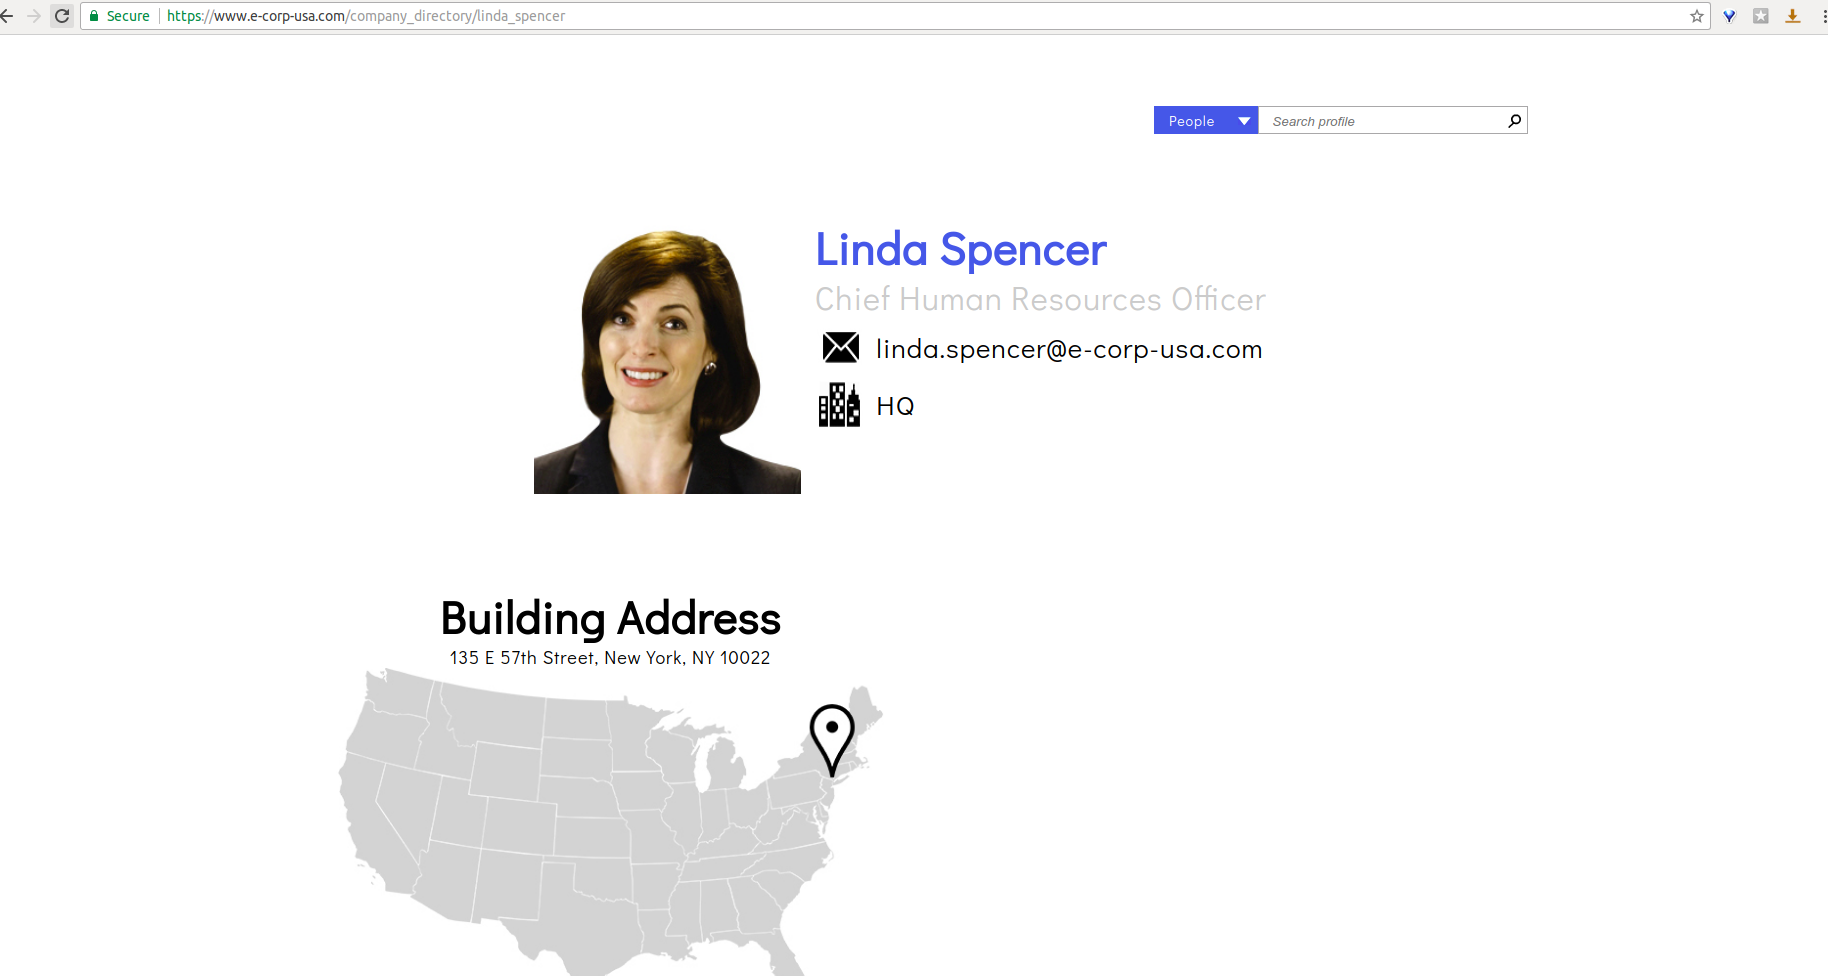 Secure https://www.e-corp-usa.com/company_directory/linda_spencer
People Search profile
Linda Spencer
Chief Human Resources Officer
linda.spencer@e-corp-usa.com
HQ
Building Address
135 E 57th Street, New York, NY 10022